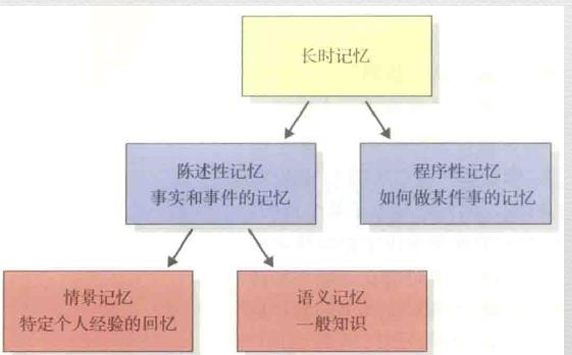 长时记忆
陈述性记忆
事实和事件的记忆
程序性记忆
如何做某件事的记忆
情景记忆
特定个人经验的回忆
语义记忆
一般知识